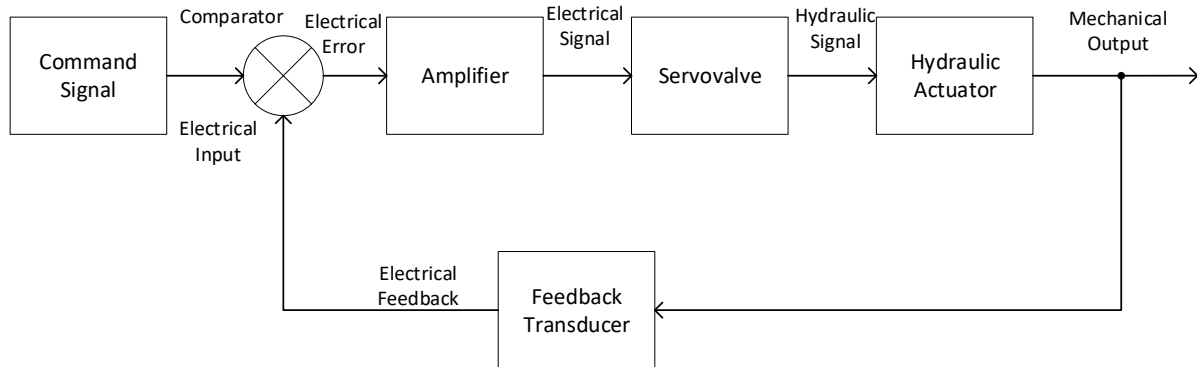 Command
Signal
Comparator
Electrical
Input
Electrical
Error
Amplifier
Electrical
Signal
Servovalve
Hydraulic
Signal
Hydraulic
Actuator
Mechanical
Output
Electrical
Feedback
Feedback
Transducer